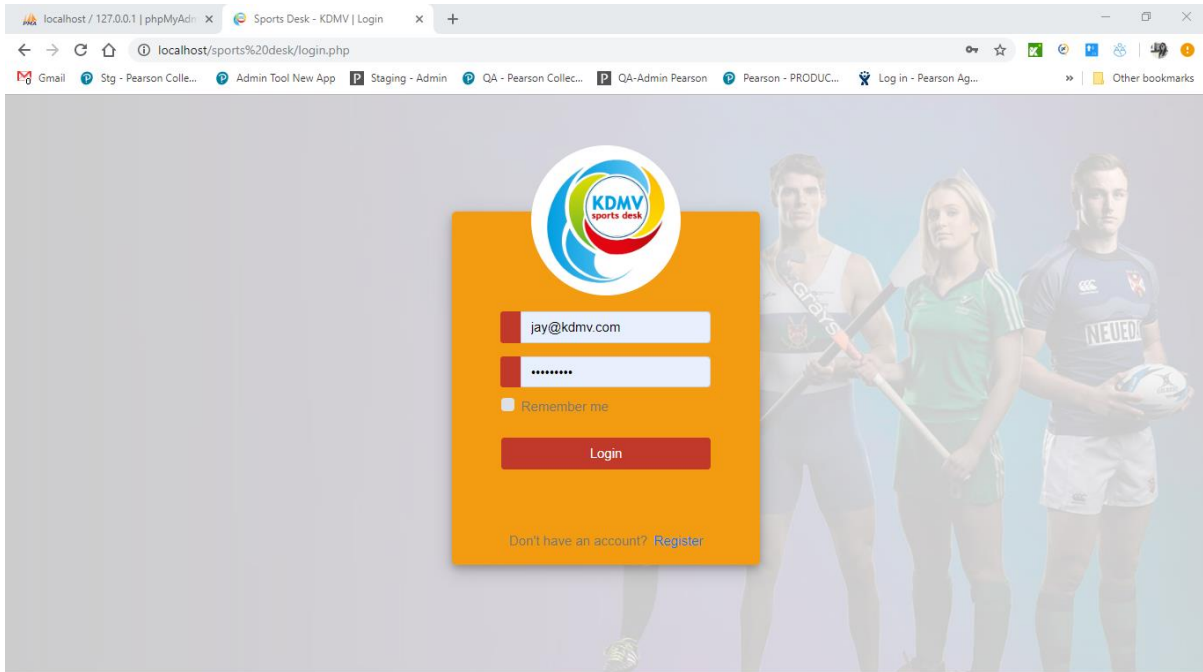 localhost / 127.0.0.1 | phpMyAdn
Sports Desk - KDMV | Login
localhost/sports%20desk/login.php
Gmail
Stg - Pearson Colle...
Admin Tool New App
Staging - Admin
QA - Pearson Collec...
QA-Admin Pearson
Pearson - PRODUC...
Log in - Pearson Ag...
Other bookmarks
KDMV
sports desk
jay@kdmv.com
Remember me
Login
Don't have an account? Register
GRAYS
NEUED